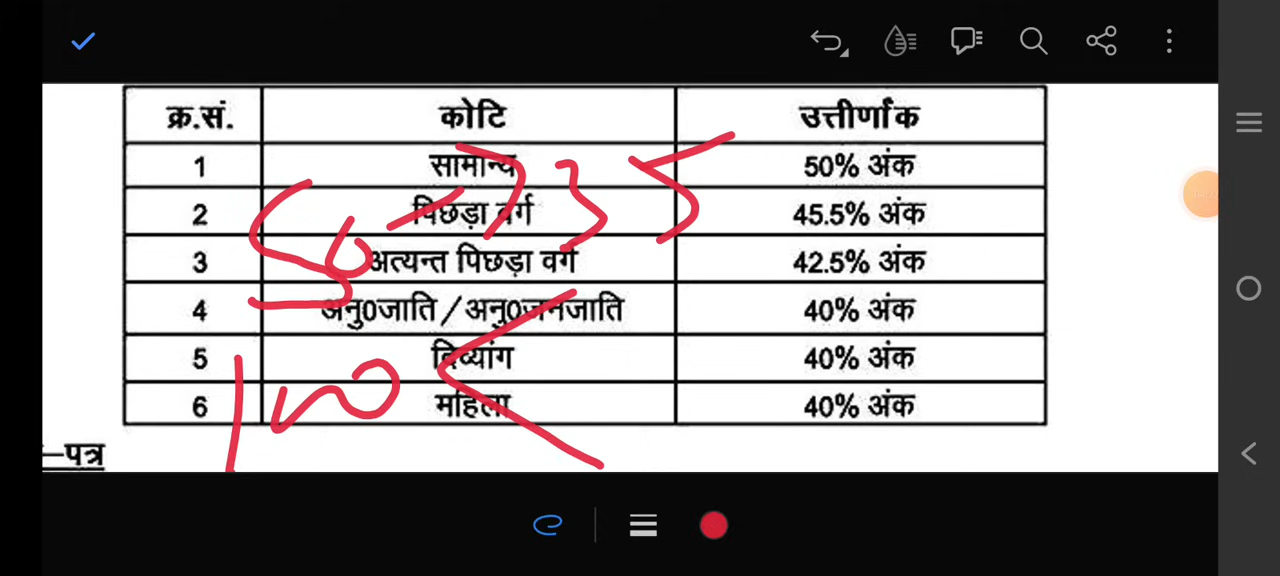 क्र.सं. कोटि उत्तीर्णांक
1 सामान्य 50% अंक
2 पिछड़ा वर्ग 45.5% अंक
3 अत्यन्त पिछड़ा वर्ग 42.5% अंक
4 अनु0जाति / अनु0जनजाति 40% अंक
5 दिव्यांग 40% अंक
6 महिला 40% अंक
–पत्र
100